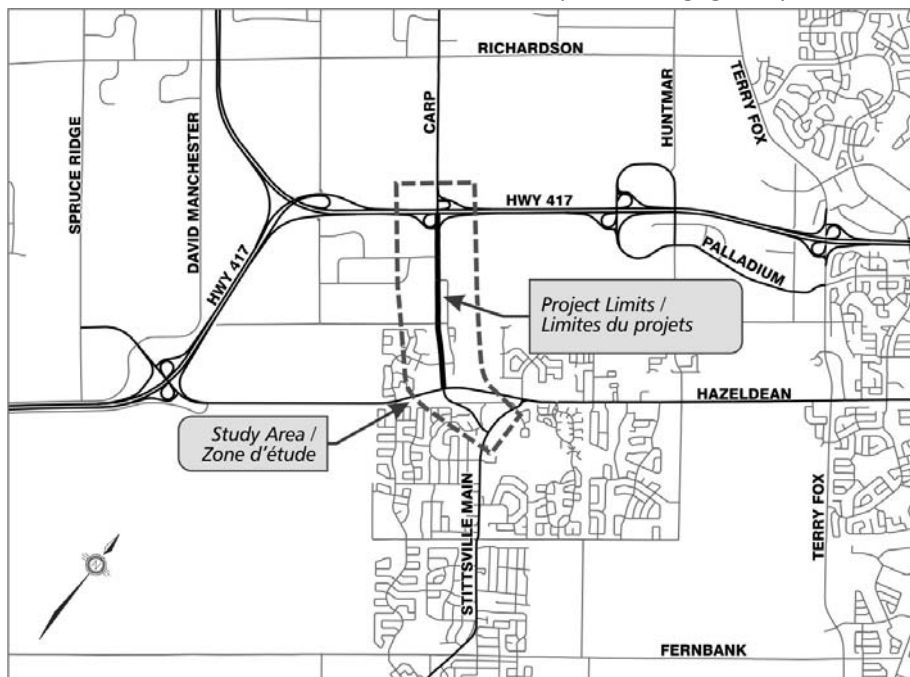 RICHARDSON
TERRY FOX
CARP
HUNTMAR
SPRUCE RIDGE
DAVID MANCHESTER
HWY 417
HWY 417
PALLADIUM
Project Limits /
Limites du projets
HAZELDEAN
Study Area /
Zone d'étude
STITTSVILLE MAIN
TERRY FOX
FERNBANK